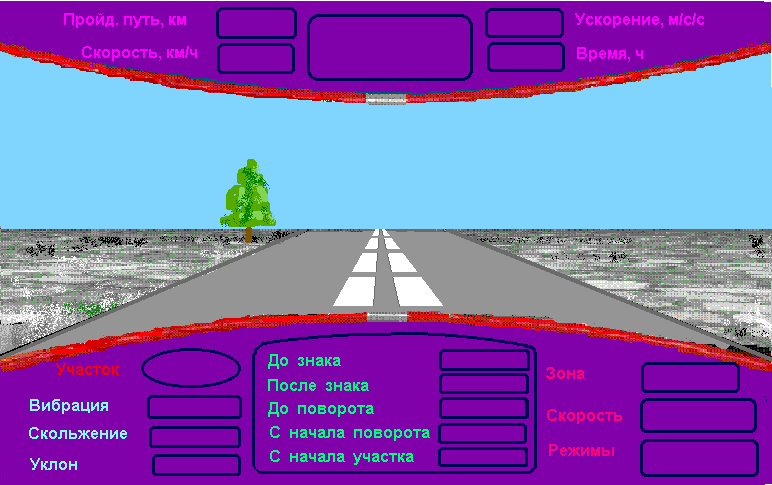 Пройд. путь, км
Ускорение, м/с/с
Скорость, км/ч
Время, ч
Участок
Вибрация
Скольжение
Уклон
До знака
После знака
До поворота
С начала поворота
С начала участка
Зона
Скорость
Режимы